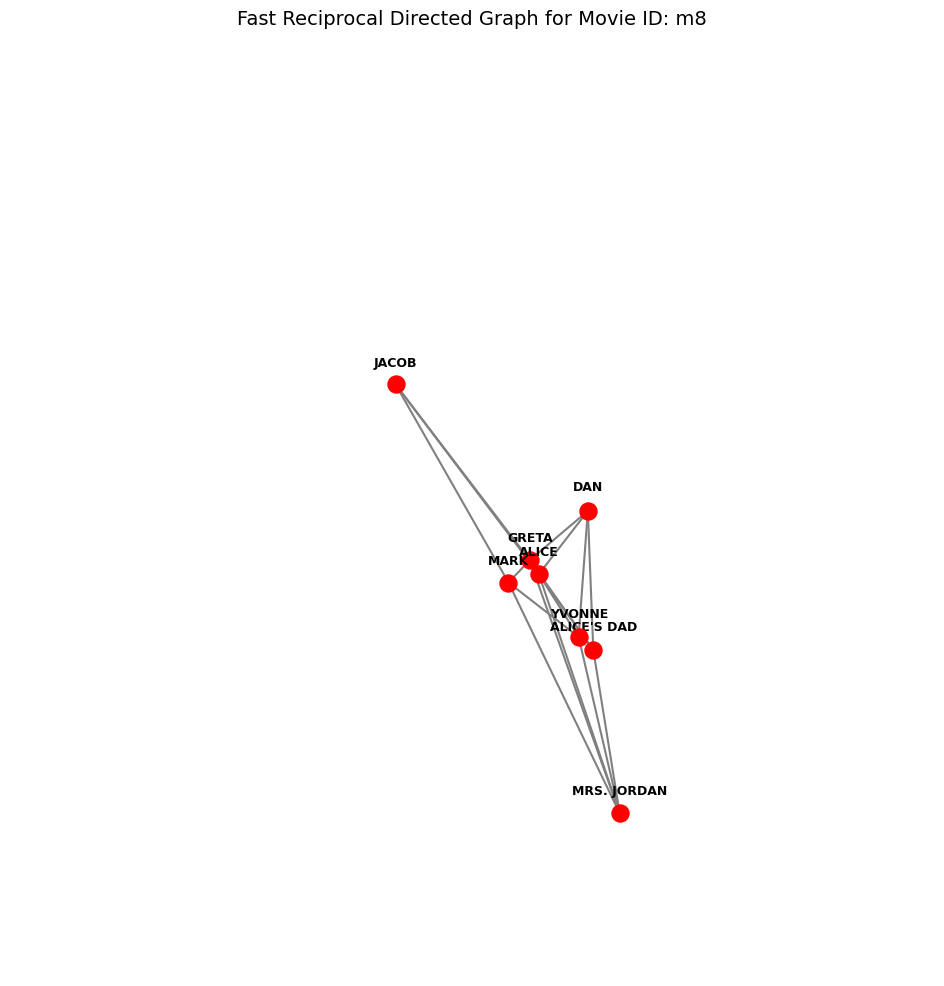 Fast Reciprocal Directed Graph for Movie ID: m8
JACOB
DAN
GRETA
ALICE
MARK
YVONNE
ALICE'S DAD
MRS. JORDAN